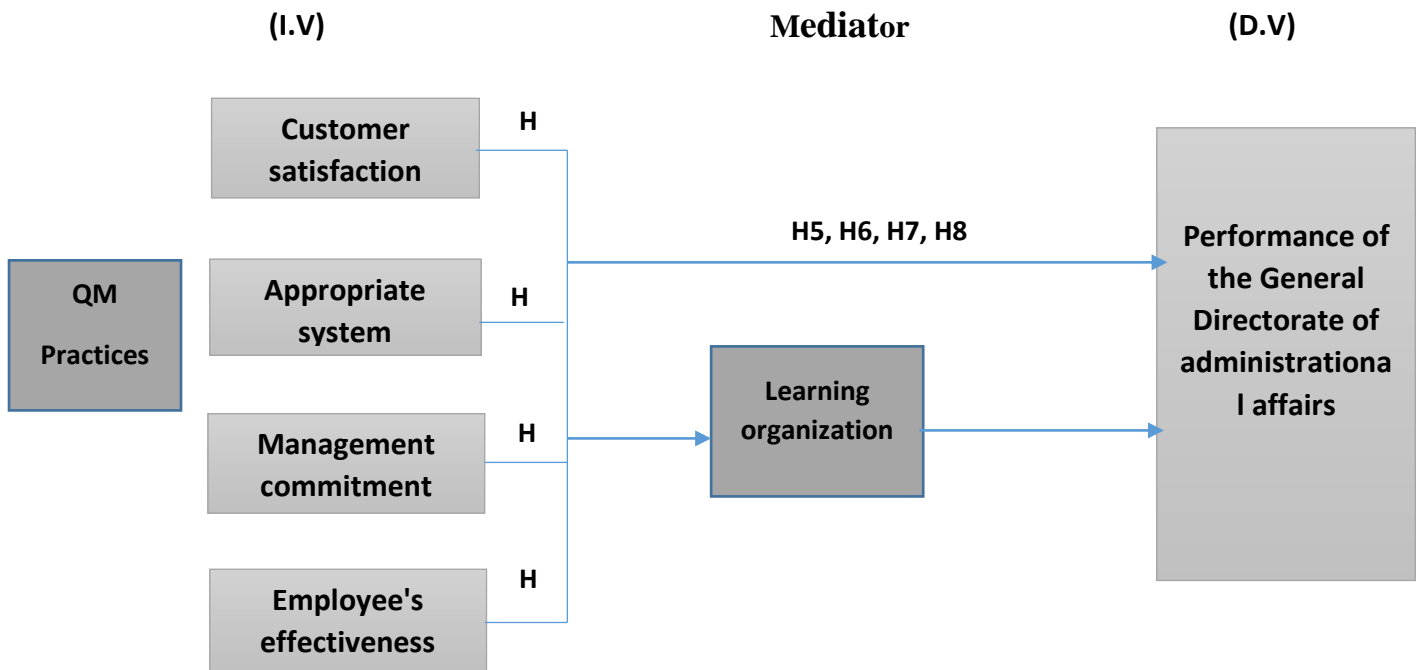 (I.V)
Mediator
(D.V)
Customer
satisfaction
H
H5, H6, H7, H8
QM
Practices
Appropriate
system
H
Performance of
the General
Directorate of
administrationa
l affairs
Management
commitment
H
Learning
organization
Employee's
effectiveness
H